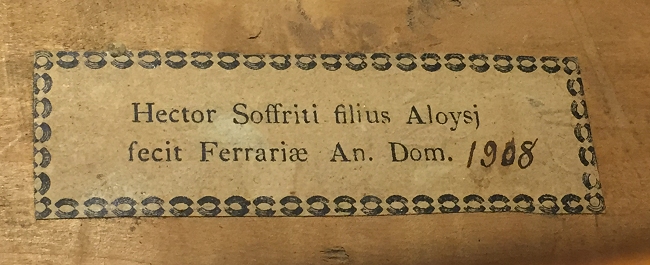 Hector Soffriti filius Aloysj
fecit Ferrariæ An. Dom. 1908